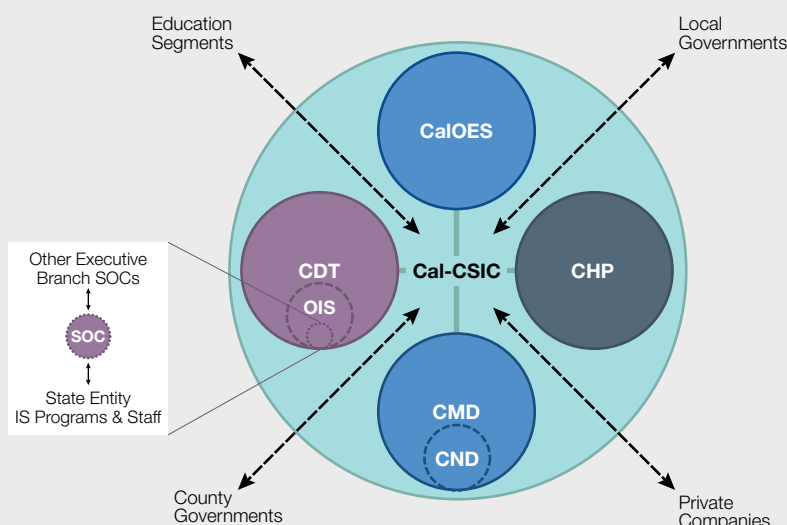 Education
Segments
Local
Governments
CalOES
CDT
OIS
Cal-CSIC
CHP
Other Executive
Branch SOCs
SOC
State Entity
IS Programs & Staff
CMD
CND
County
Governments
Private
Companies